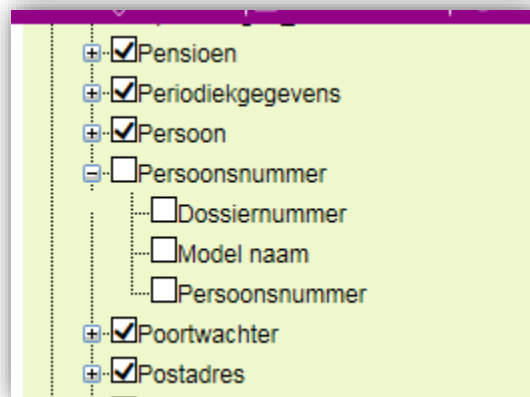 Pensioen
Periodiekgegevens
Persoon
Persoonsnummer
Dossiernummer
Model naam
Persoonsnummer
Poortwachter
Postadres